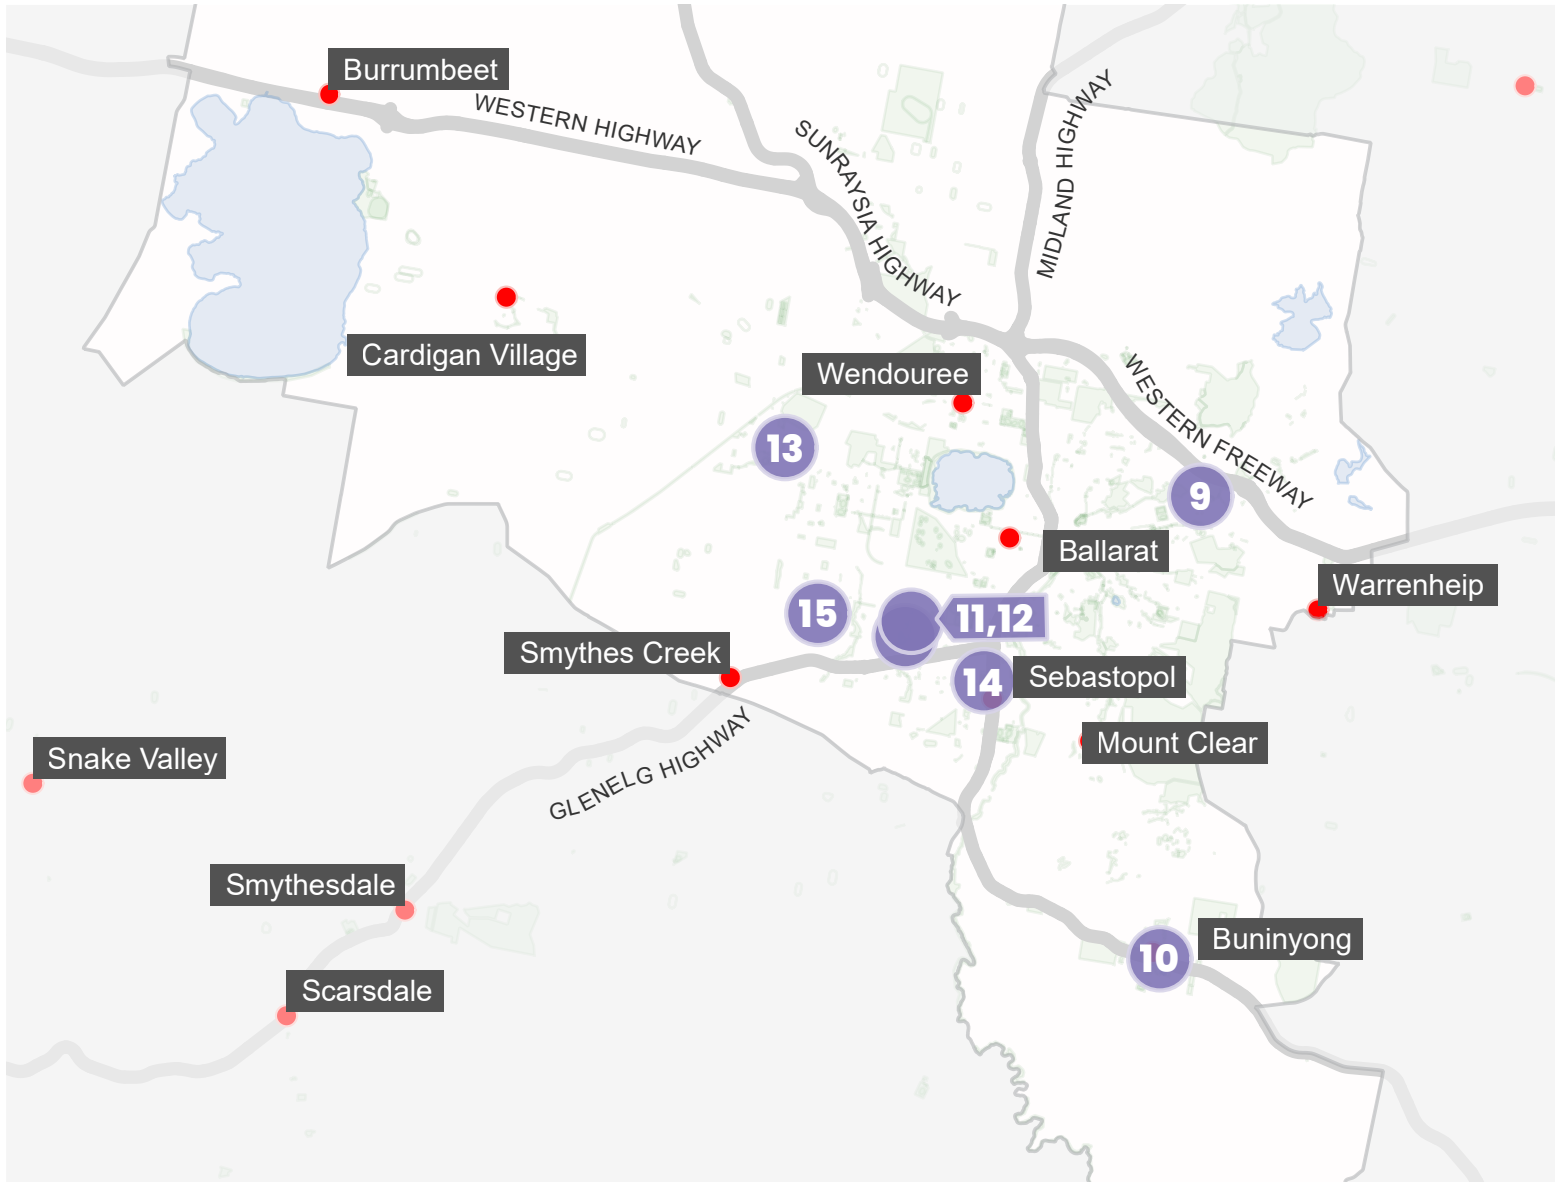 Burrumbeet
WESTERN HIGHWAY
SUNRAYSIA HIGHWAY
MIDLAND HIGHWAY
Cardigan Village
Wendouree
WESTERN FREEWAY
13
9
Ballarat
Warrenheip
15
11,12
Smythes Creek
14
Sebastopol
GLENELG HIGHWAY
Mount Clear
Snake Valley
Smythesdale
Buninyong
10
Scarsdale